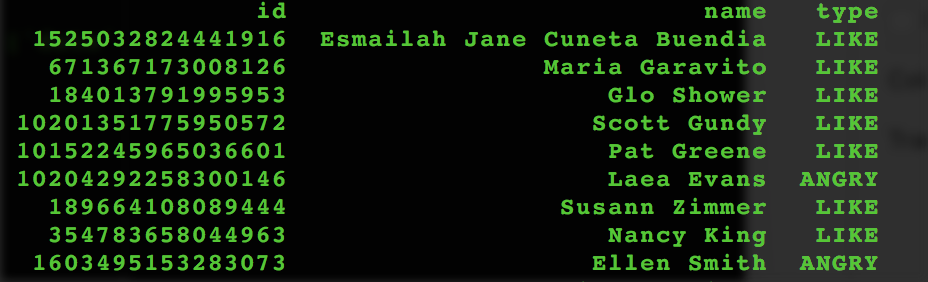 id name type
1525032824441916 Esmailah Jane Cuneta Buendia LIKE
671367173008126 Maria Garavito LIKE
184013791995953 Glo Shower LIKE
10201351775950572 Scott Gundy LIKE
10152245965036601 Pat Greene LIKE
10204292258300146 Laea Evans ANGRY
189664108089444 Susann Zimmer LIKE
354783658044963 Nancy King LIKE
1603495153283073 Ellen Smith ANGRY